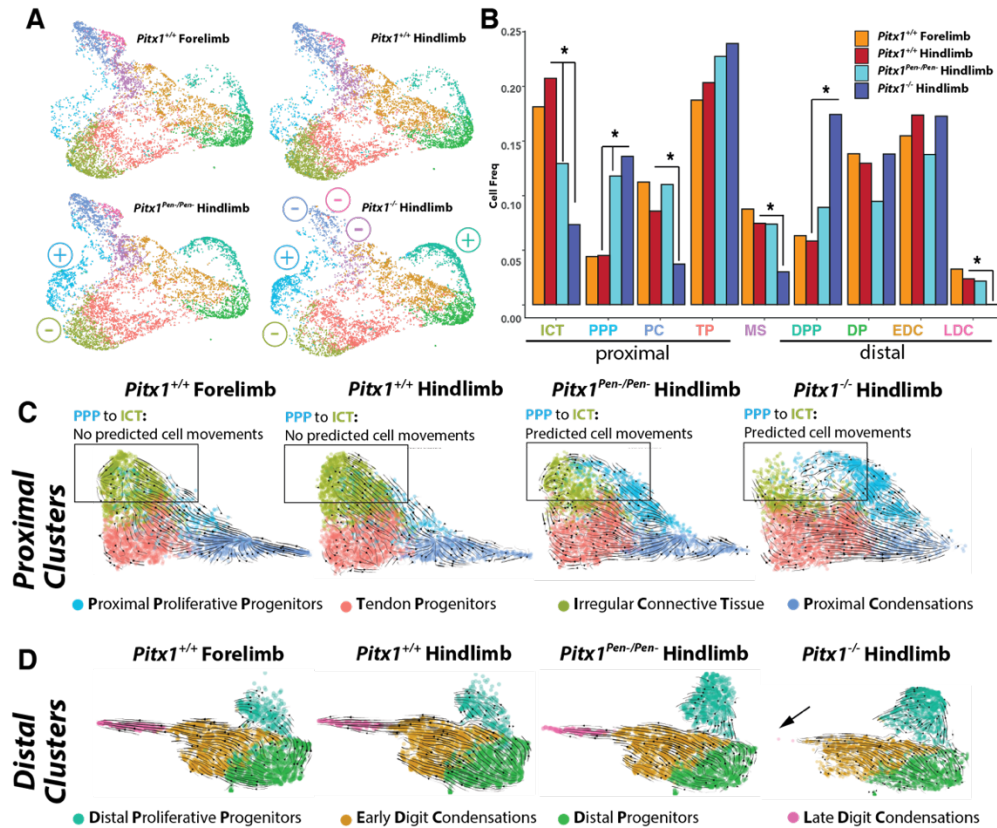 A
Pitx1+/+ Forelimb
Pitx1+/+ Hindlimb
Pitx1Pen-/Pen- Hindlimb
Pitx1-/- Hindlimb
+
-
-
-
-
+
+
-
B
0.25
0.20
0.15
0.10
0.05
0.00
Cell Freq
Pitx1+/+ Forelimb
Pitx1+/+ Hindlimb
Pitx1Pen-/Pen- Hindlimb
Pitx1-/- Hindlimb
* * * * * *
ICT PPP PC TP MS DPP DP EDC LDC
proximal distal
C
Proximal Clusters
Pitx1+/+ Forelimb
PPP to ICT:
No predicted cell movements
Pitx1+/+ Hindlimb
PPP to ICT:
No predicted cell movements
Pitx1Pen-/Pen- Hindlimb
PPP to ICT:
Predicted cell movements
Pitx1-/- Hindlimb
PPP to ICT:
Predicted cell movements
Proximal Proliferative Progenitors
Tendon Progenitors
Irregular Connective Tissue
Proximal Condensations
D
Distal Clusters
Pitx1+/+ Forelimb
Pitx1+/+ Hindlimb
Pitx1Pen-/Pen- Hindlimb
Pitx1-/- Hindlimb
Distal Proliferative Progenitors
Early Digit Condensations
Distal Progenitors
Late Digit Condensations